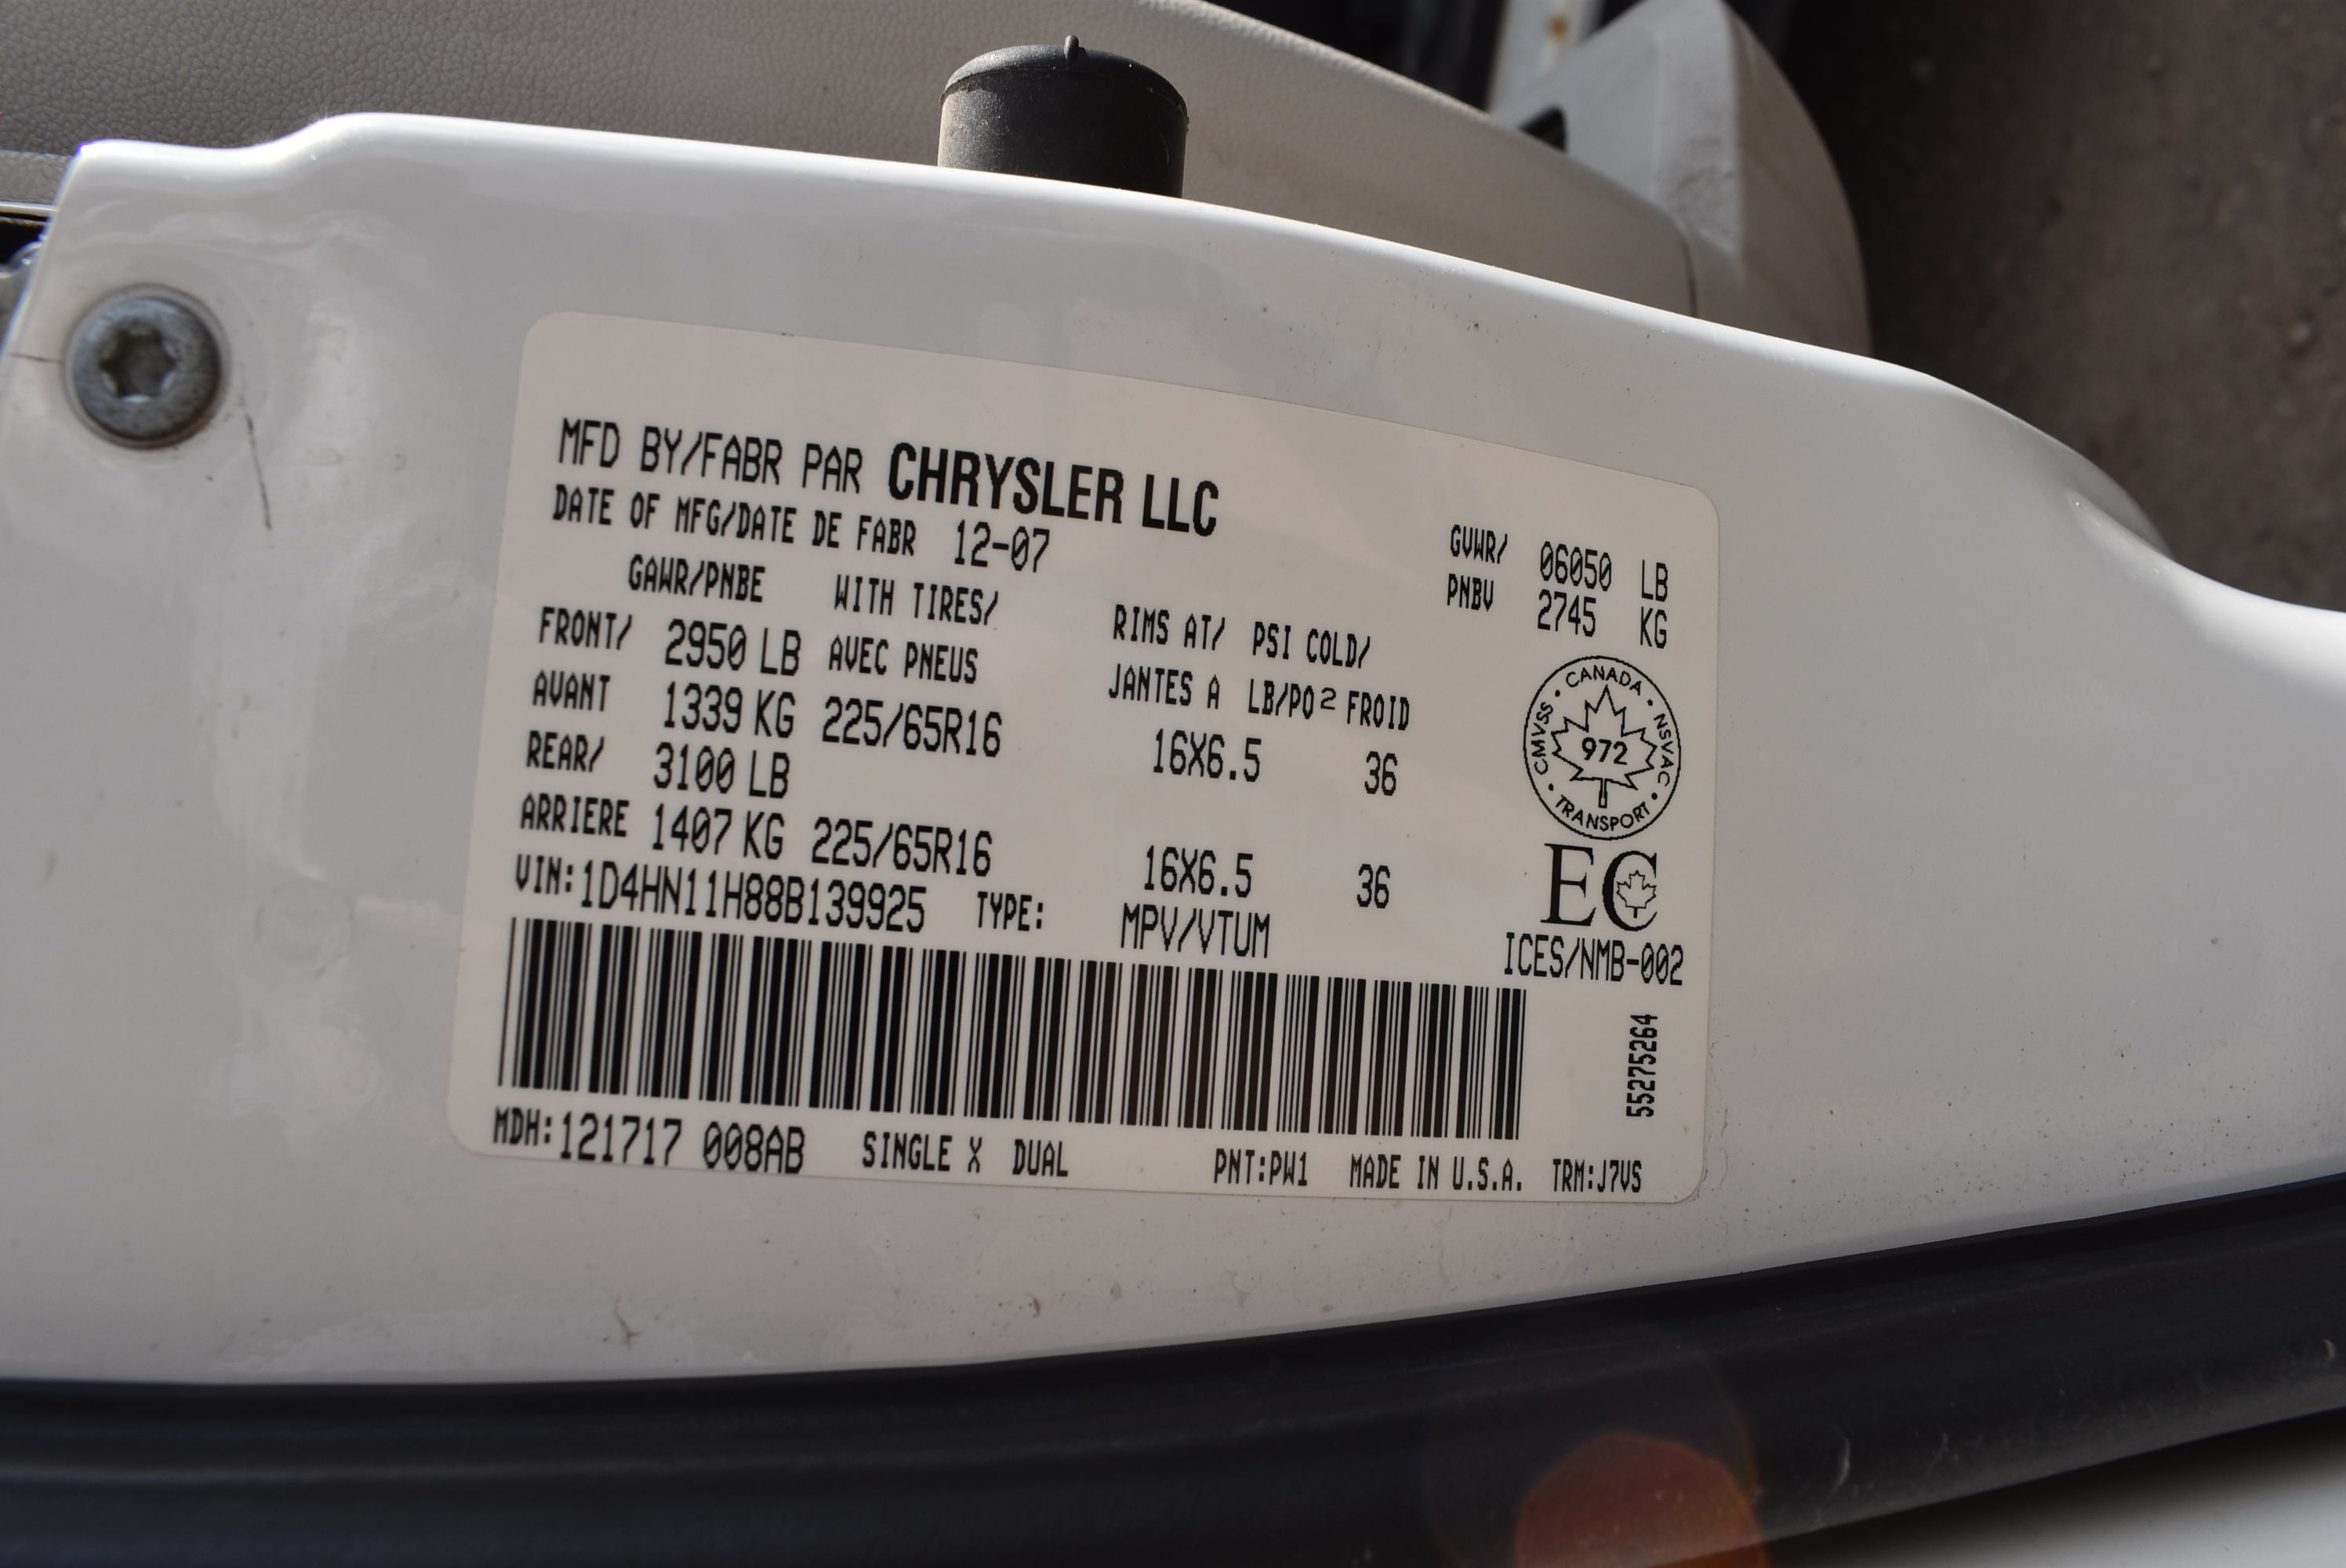 MFD BY/FABR PAR CHRYSLER LLC
DATE OF MFG/DATE DE FABR 12-07
GVWR/ 06050 LB
PNBV 2745 KG
GAWR/PNBE WITH TIRES/ RIMS AT/ PSI COLD/
FRONT/ 2950 LB AVEC PNEUS JANTES A LB/PO² FROID
AVANT 1339 KG 225/65R16 16X6.5 36
REAR/ 3100 LB
ARRIERE 1407 KG 225/65R16 16X6.5 36
VIN:1D4HN11H88B139925 TYPE: MPV/VTUM
CANADA · NSVAC · TRANSPORT · CMVSS ·
972
EC
ICES/NMB-002
55275264
MDH:121717 008AB SINGLE X DUAL PNT:PW1 MADE IN U.S.A. TRM:J7VS